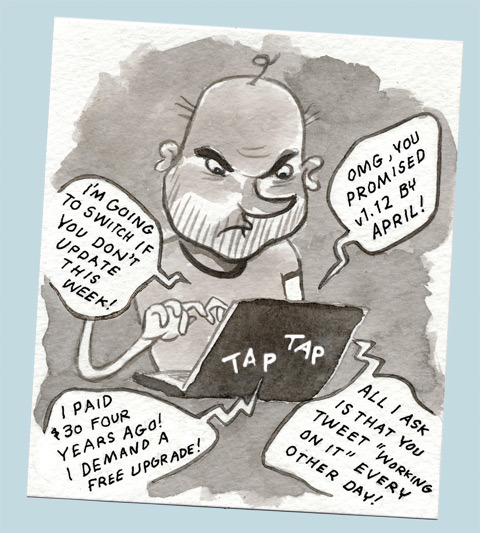 I'M GOING
TO SWITCH IF
YOU DON'T
UPDATE
THIS
WEEK!
OMG, YOU
PROMISED
v1.12 BY
APRIL!
TAP TAP
I PAID
$30 FOUR
YEARS AGO!
I DEMAND A
FREE UPGRADE!
ALL I ASK
IS THAT YOU
TWEET "WORKING
ON IT" EVERY
OTHER DAY!